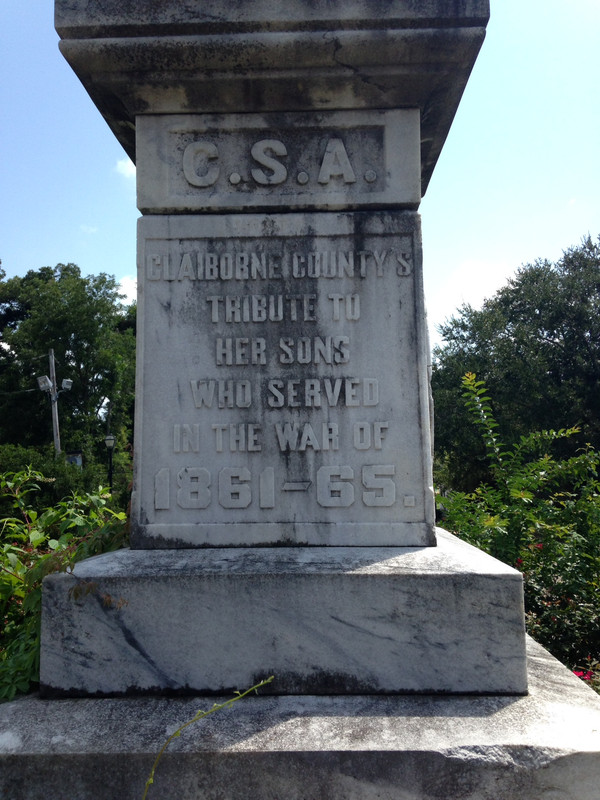 C.S.A.
CLAIBORNE COUNTY'S
TRIBUTE TO
HER SONS
WHO SERVED
IN THE WAR OF
1861-65.